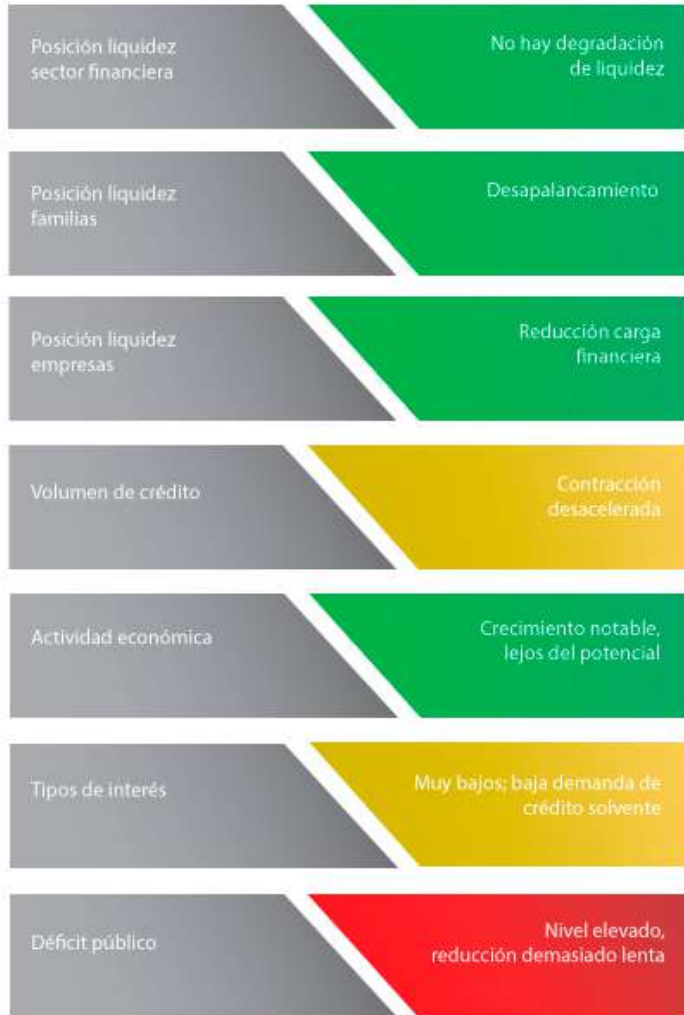 Posición liquidez
sector financiera
No hay degradación
de liquidez
Posición liquidez
familias
Desapalancamiento
Posición liquidez
empresas
Reducción carga
financiera
Volumen de crédito
Contracción
desacelerada
Actividad económica
Crecimiento notable,
lejos del potencial
Tipos de interés
Muy bajos; baja demanda de
crédito solvente
Déficit público
Nivel elevado,
reducción demasiado lenta